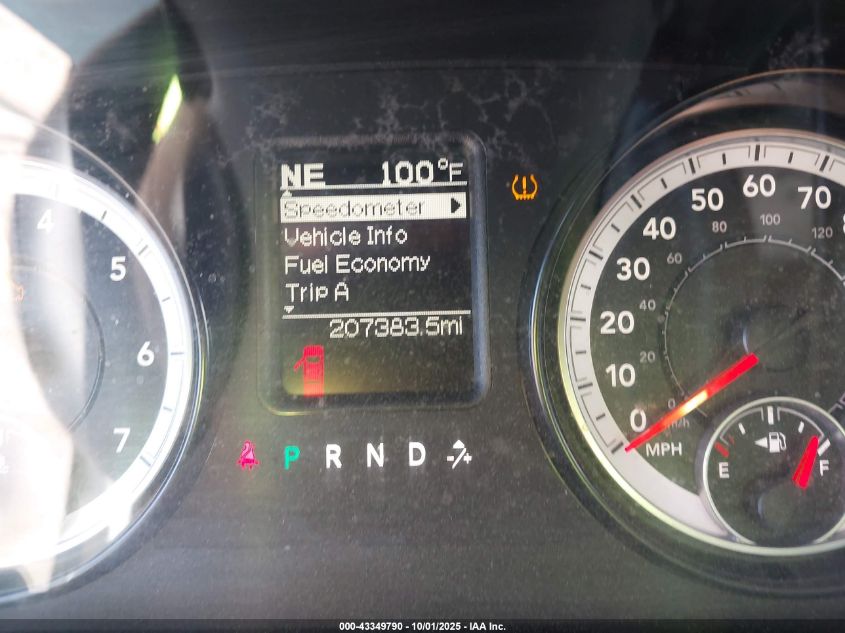 NE 100°F
Speedometer
Vehicle Info
Fuel Economy
Trip A
207383.5mi
P R N D -/+
4
5
6
7
0 10 20 30 40 50 60 70
0 20 40 60 80 100 120
km/h
MPH
E F
000-43349790 - 10/01/2025 - IAA Inc.